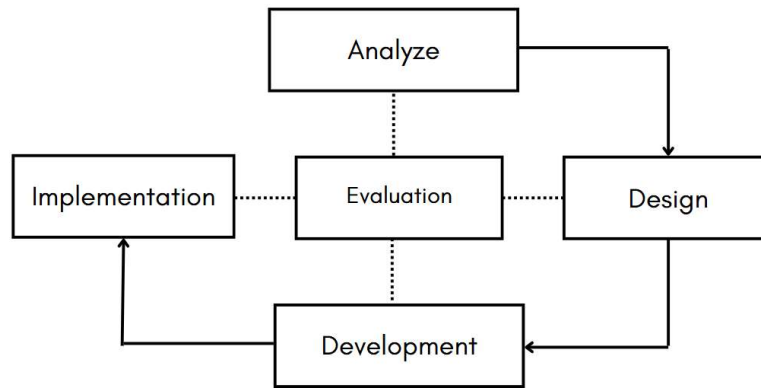 Analyze
Implementation
Evaluation
Design
Development